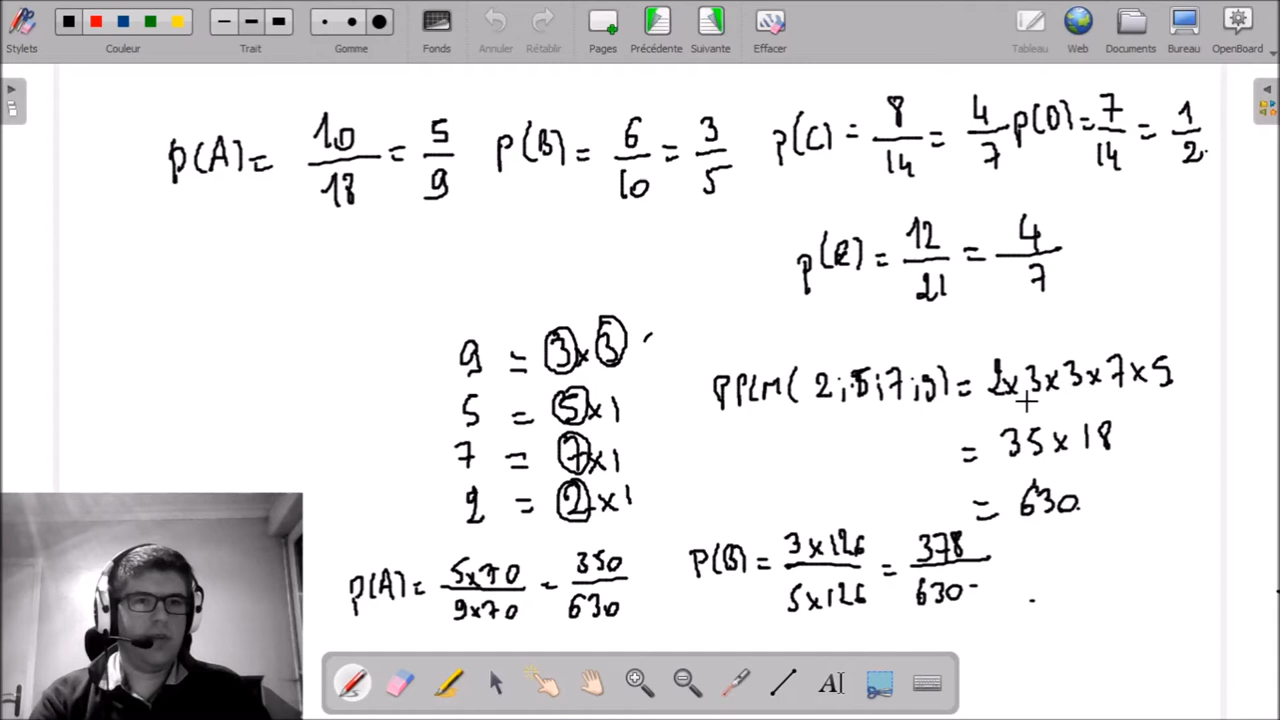 Stylets Couleur Trait Gomme Fonds Annuler Rétablir Pages Précédente Suivante Effacer Tableau Web Documents Bureau OpenBoard
p(A) = 10/18 = 5/9 p(B) = 6/10 = 3/5 p(C) = 8/14 = 4/7 p(D) = 7/14 = 1/2
p(E) = 12/21 = 4/7
9 = 3 × 3
5 = 5 × 1
7 = 7 × 1
2 = 2 × 1
PPCM( 2 ; 5 ; 7 ; 9) = 2 × 3 × 3 × 7 × 5
= 35 × 18
= 630
p(A) = 5×70/9×70 = 350/630
P(B) = 3×126/5×126 = 378/630
AI